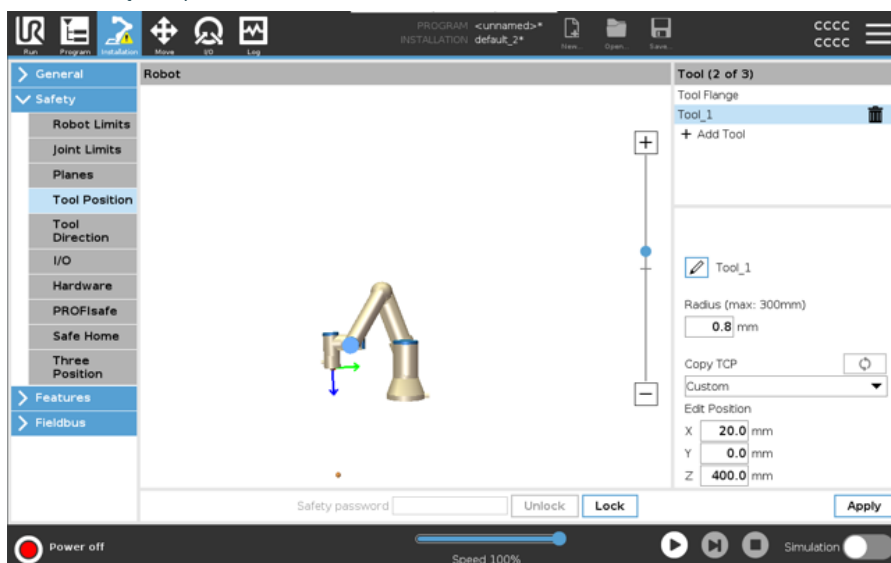 PROGRAM <unnamed>*
INSTALLATION default_2*
Run Program Installation Move I/O Log
New... Open... Save...
cccc
cccc
General
Safety
Robot Limits
Joint Limits
Planes
Tool Position
Tool
Direction
I/O
Hardware
PROFIsafe
Safe Home
Three
Position
Features
Fieldbus
Robot
Safety password Unlock Lock
Tool (2 of 3)
Tool Flange
Tool_1
+ Add Tool
Tool_1
Radius (max: 300mm)
0.8 mm
Copy TCP
Custom
Edit Position
X 20.0 mm
Y 0.0 mm
Z 400.0 mm
Apply
Power off
Speed 100%
Simulation